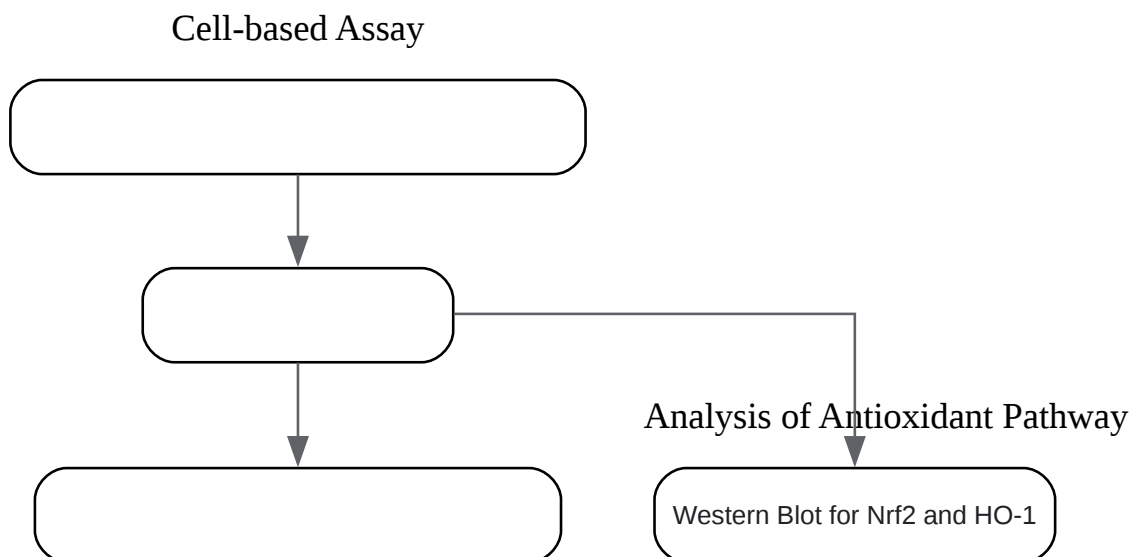 Cell-based Assay
Analysis of Antioxidant Pathway
Western Blot for Nrf2 and HO-1